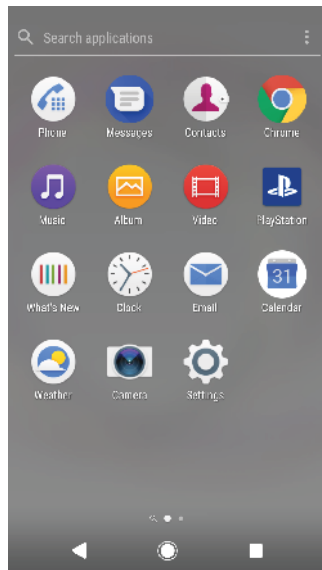 Search applications
Phone Messages Contacts Chrome
Music Album Video PlayStation
31
What's New Clock Email Calendar
Weather Camera Settings